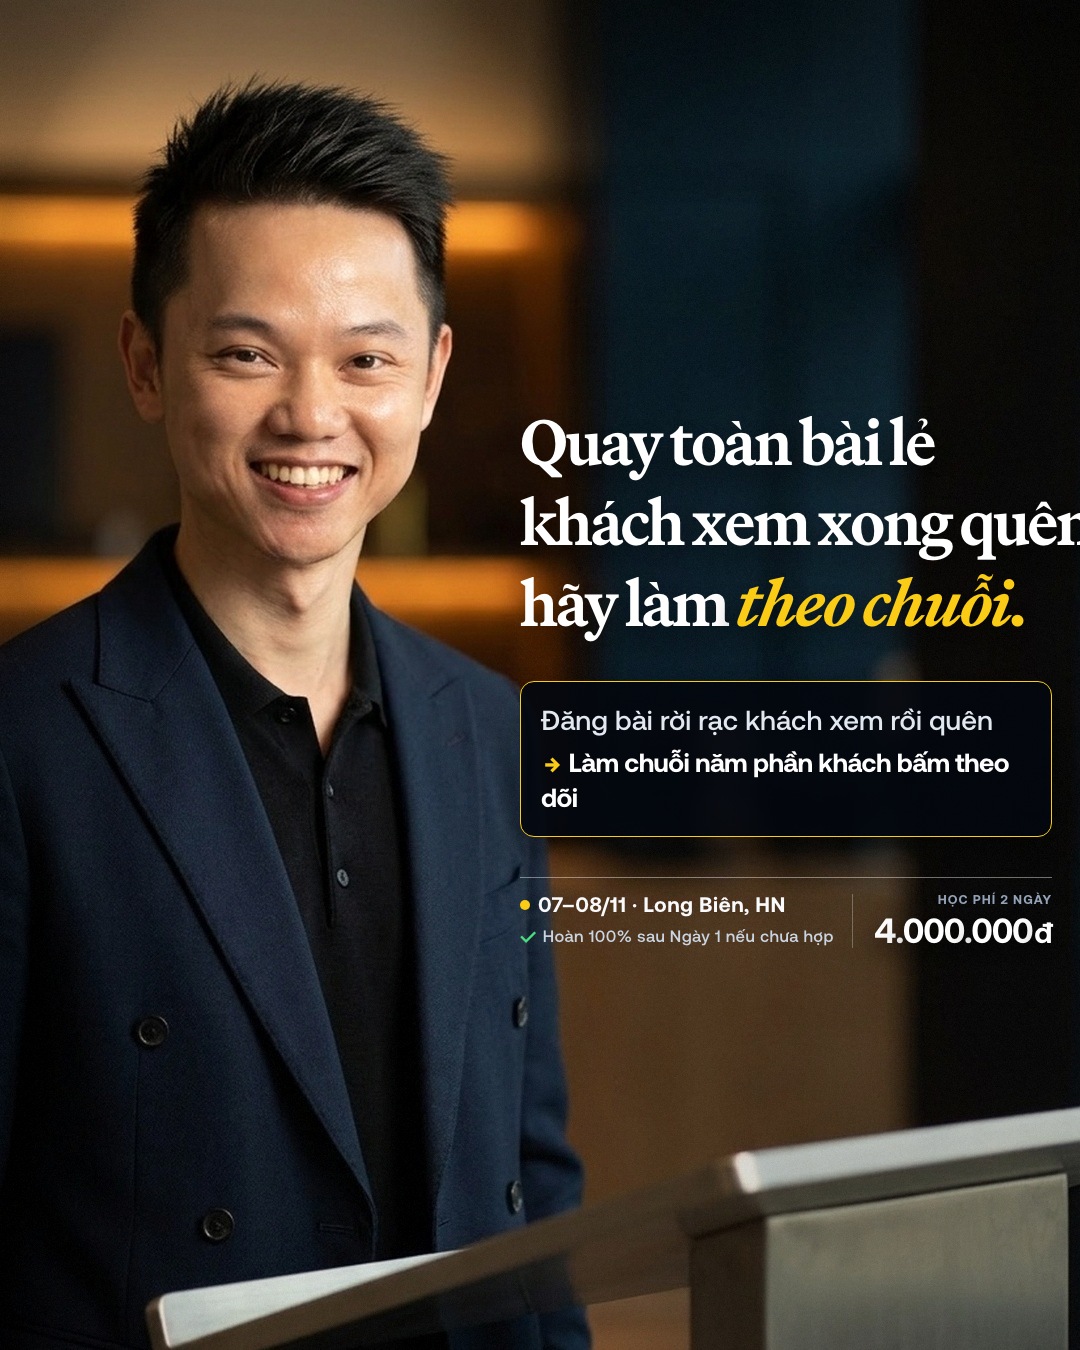 Quay toàn bài lẻ
khách xem xong quên
hãy làm theo chuỗi.
Đăng bài rời rạc khách xem rồi quên
→ Làm chuỗi năm phần khách bấm theo
dõi
07–08/11 · Long Biên, HN
✓ Hoàn 100% sau Ngày 1 nếu chưa hợp
HỌC PHÍ 2 NGÀY
4.000.000đ